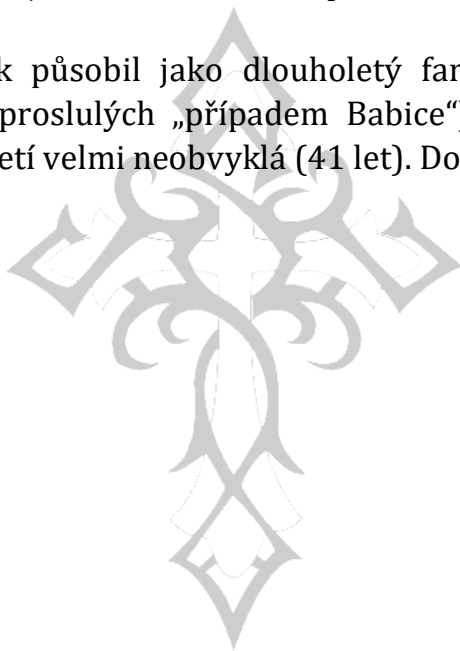 k působil jako dlouholetý far
proslulých „případem Babice“)
etí velmi neobvyklá (41 let). Do